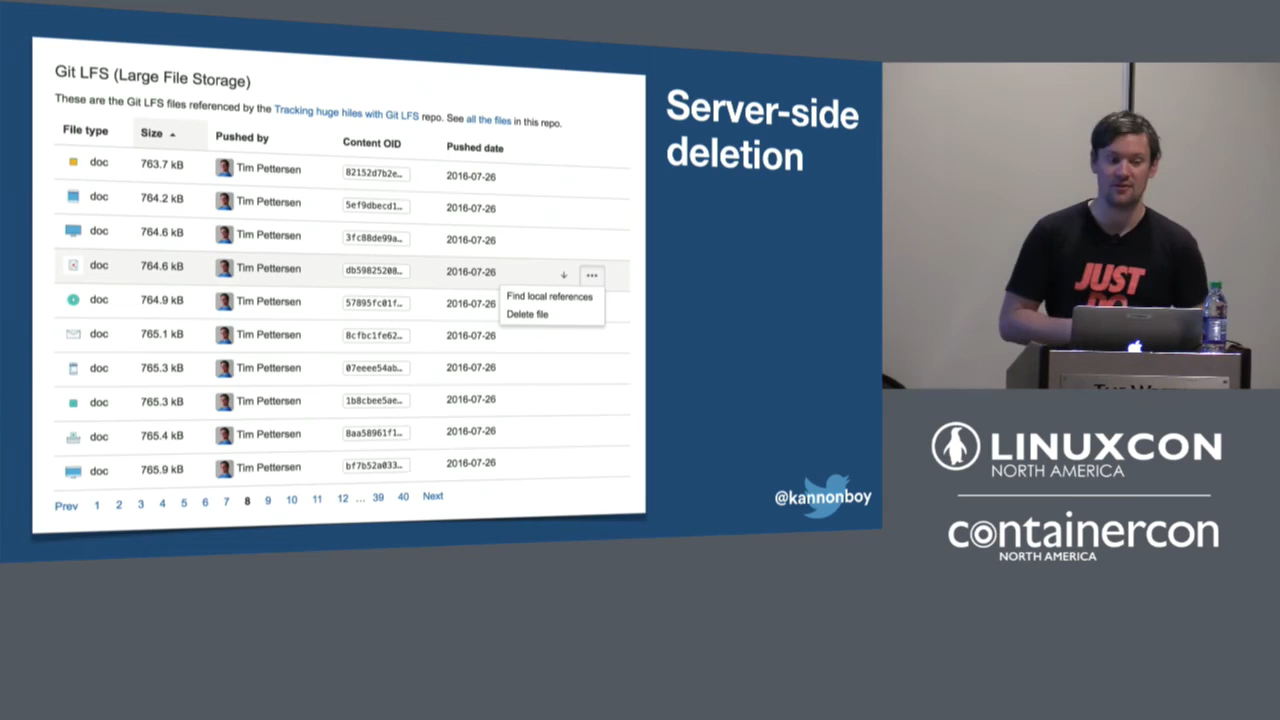 Git LFS (Large File Storage)
These are the Git LFS files referenced by the Tracking huge hiles with Git LFS repo. See all the files in this repo.
File type Size Pushed by Content OID Pushed date
doc 763.7 kB Tim Pettersen 82152d7b2e… 2016-07-26
doc 764.2 kB Tim Pettersen 5ef9dbecd1… 2016-07-26
doc 764.6 kB Tim Pettersen 3fc88de99a… 2016-07-26
doc 764.6 kB Tim Pettersen db59825208… 2016-07-26
Find local references
Delete file
doc 764.9 kB Tim Pettersen 57895fc01f… 2016-07-26
doc 765.1 kB Tim Pettersen 8cfbc1fe62… 2016-07-26
doc 765.3 kB Tim Pettersen 07eeee54ab… 2016-07-26
doc 765.3 kB Tim Pettersen 1b8cbee5ae… 2016-07-26
doc 765.4 kB Tim Pettersen 8aa58961f1… 2016-07-26
doc 765.9 kB Tim Pettersen bf7b52a033… 2016-07-26
Prev 1 2 3 4 5 6 7 8 9 10 11 12 … 39 40 Next
Server-side
deletion
@kannonboy
JUST
DO
LINUXCON
NORTH AMERICA
containercon
NORTH AMERICA